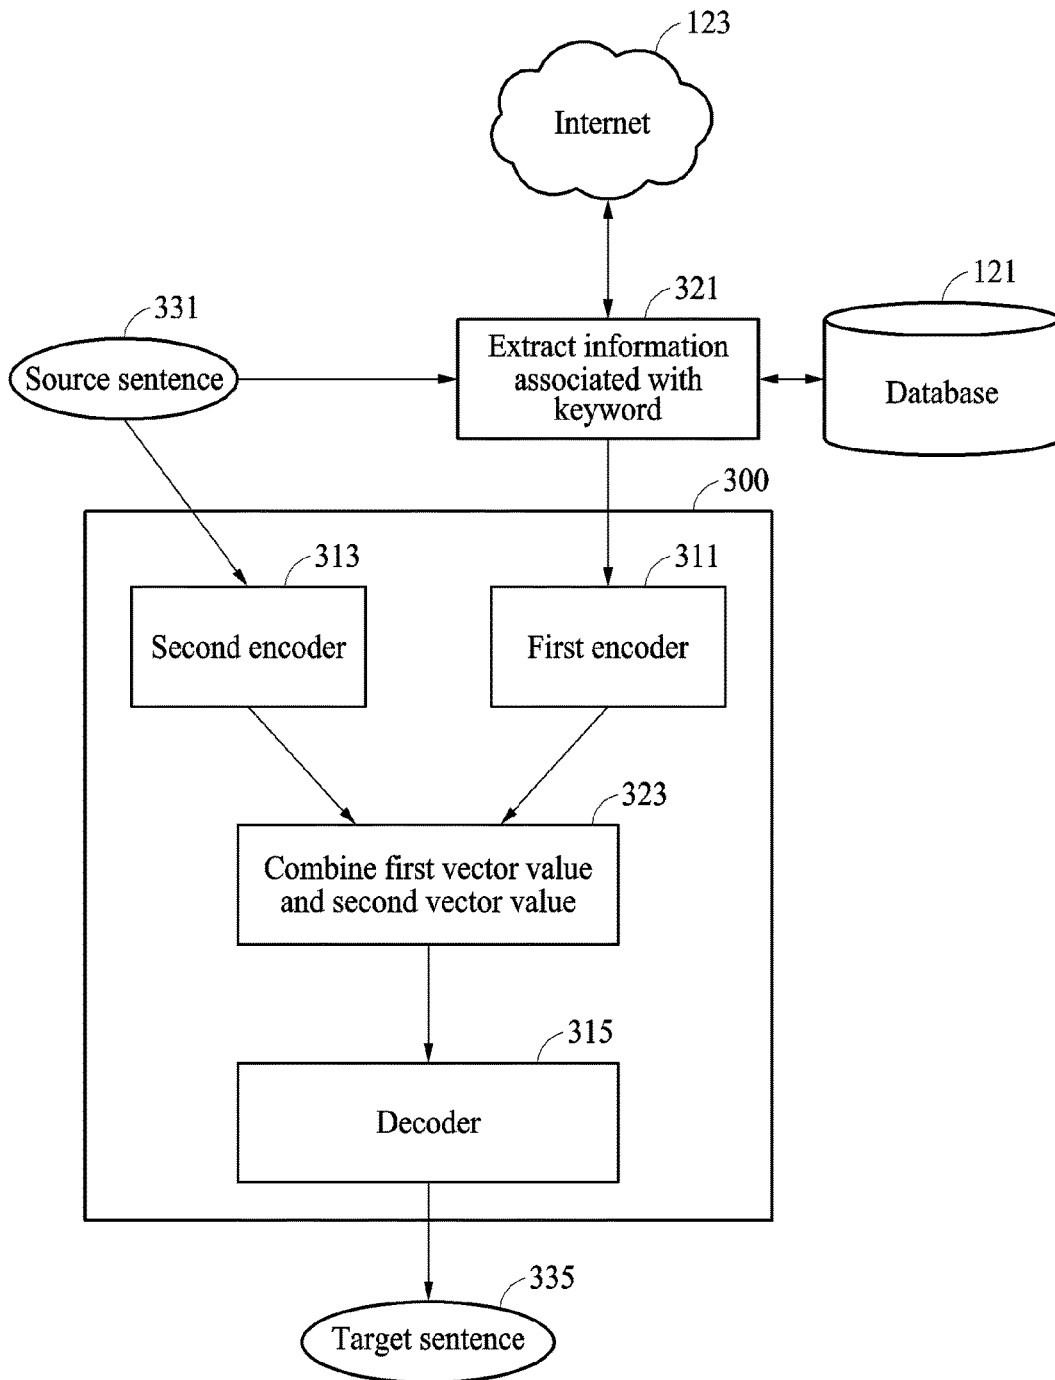 123
Internet
121
321
331
Extract information
associated with
keyword
Source sentence
Database
300
313
311
Second encoder
First encoder
323
Combine first vector value
and second vector value
315
Decoder
335
Target sentence